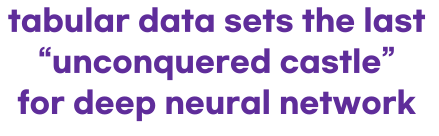 tabular data sets the last
“unconquered castle”
for deep neural network